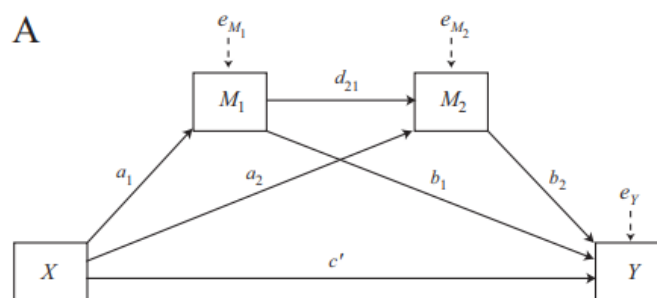 A
e_{M_1}
e_{M_2}
M_1
d_{21}
M_2
a_1
a_2
b_1
b_2
e_Y
X
c'
Y